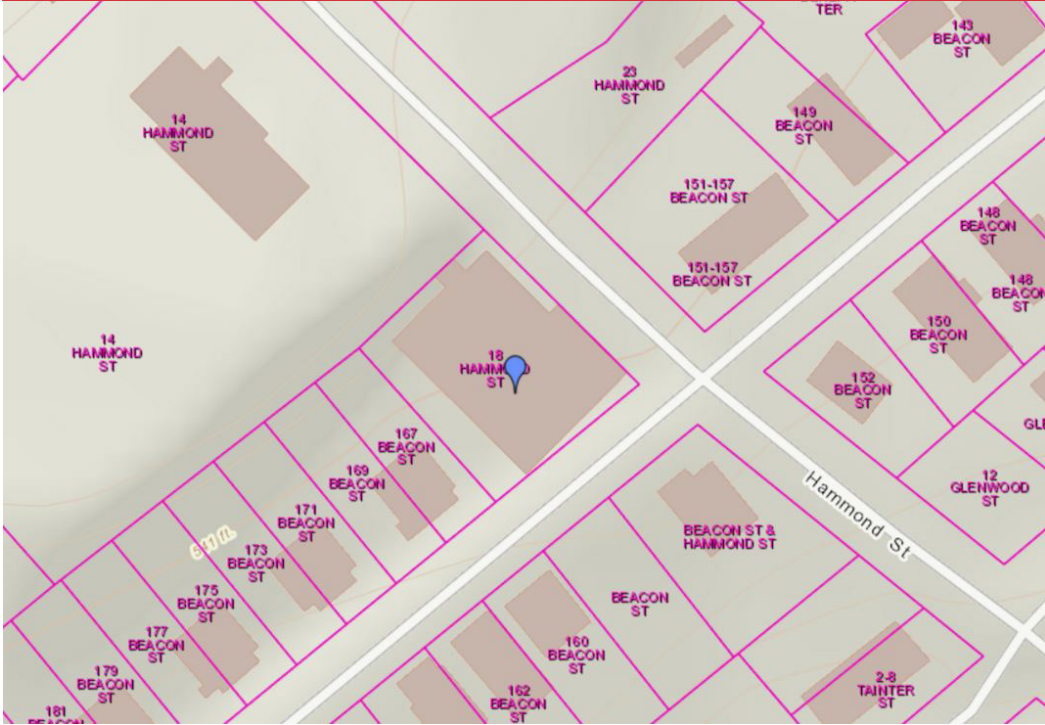 TER
143
BEACON
ST
23
HAMMOND
ST
14
HAMMOND
ST
149
BEACON
ST
151-157
BEACON ST
148
BEACON
ST
151-157
BEACON ST
148
BEACON
ST
150
BEACON
ST
14
HAMMOND
ST
18
HAMMOND
ST
152
BEACON
ST
167
BEACON
ST
169
BEACON
ST
12
GLENWOOD
ST
Hammond St
171
BEACON
ST
BEACON ST &
HAMMOND ST
173
BEACON
ST
175
BEACON
ST
BEACON
ST
177
BEACON
ST
160
BEACON
ST
179
BEACON
ST
162
BEACON
ST
2-8
TAINTER
ST
181
BEACON